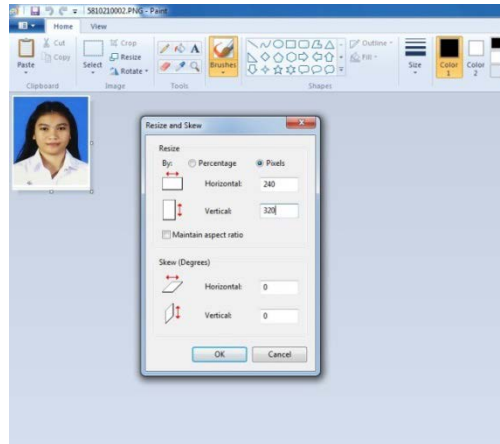 5810210002.PNG - Paint
Home View
Paste
Cut
Copy
Clipboard
Select
Crop
Resize
Rotate
Image
A
Tools
Brushes
Shapes
Outline
Fill
Size
Color 1
Color 2
Resize and Skew
Resize
By: Percentage Pixels
Horizontal: 240
Vertical: 320
Maintain aspect ratio
Skew (Degrees)
Horizontal: 0
Vertical: 0
OK Cancel